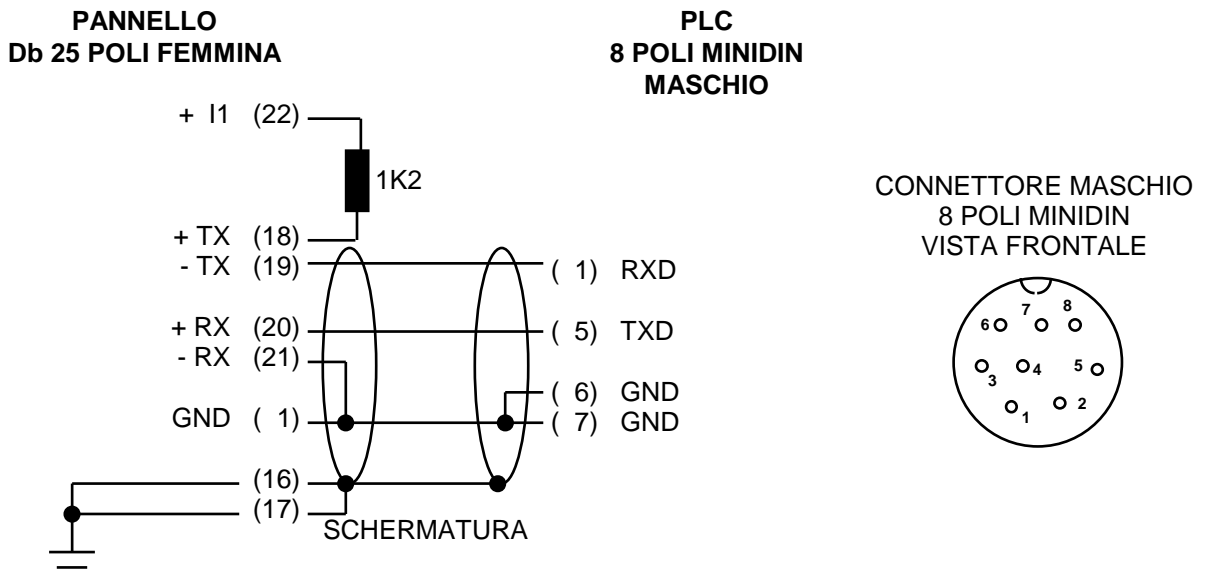 PANNELLO
Db 25 POLI FEMMINA
PLC
8 POLI MINIDIN
MASCHIO
+ I1 (22)
1K2
+ TX (18)
- TX (19)
( 1) RXD
+ RX (20)
( 5) TXD
- RX (21)
( 6) GND
GND ( 1)
( 7) GND
(16)
(17)
SCHERMATURA
CONNETTORE MASCHIO
8 POLI MINIDIN
VISTA FRONTALE
7 8
6
3 4 5
1 2